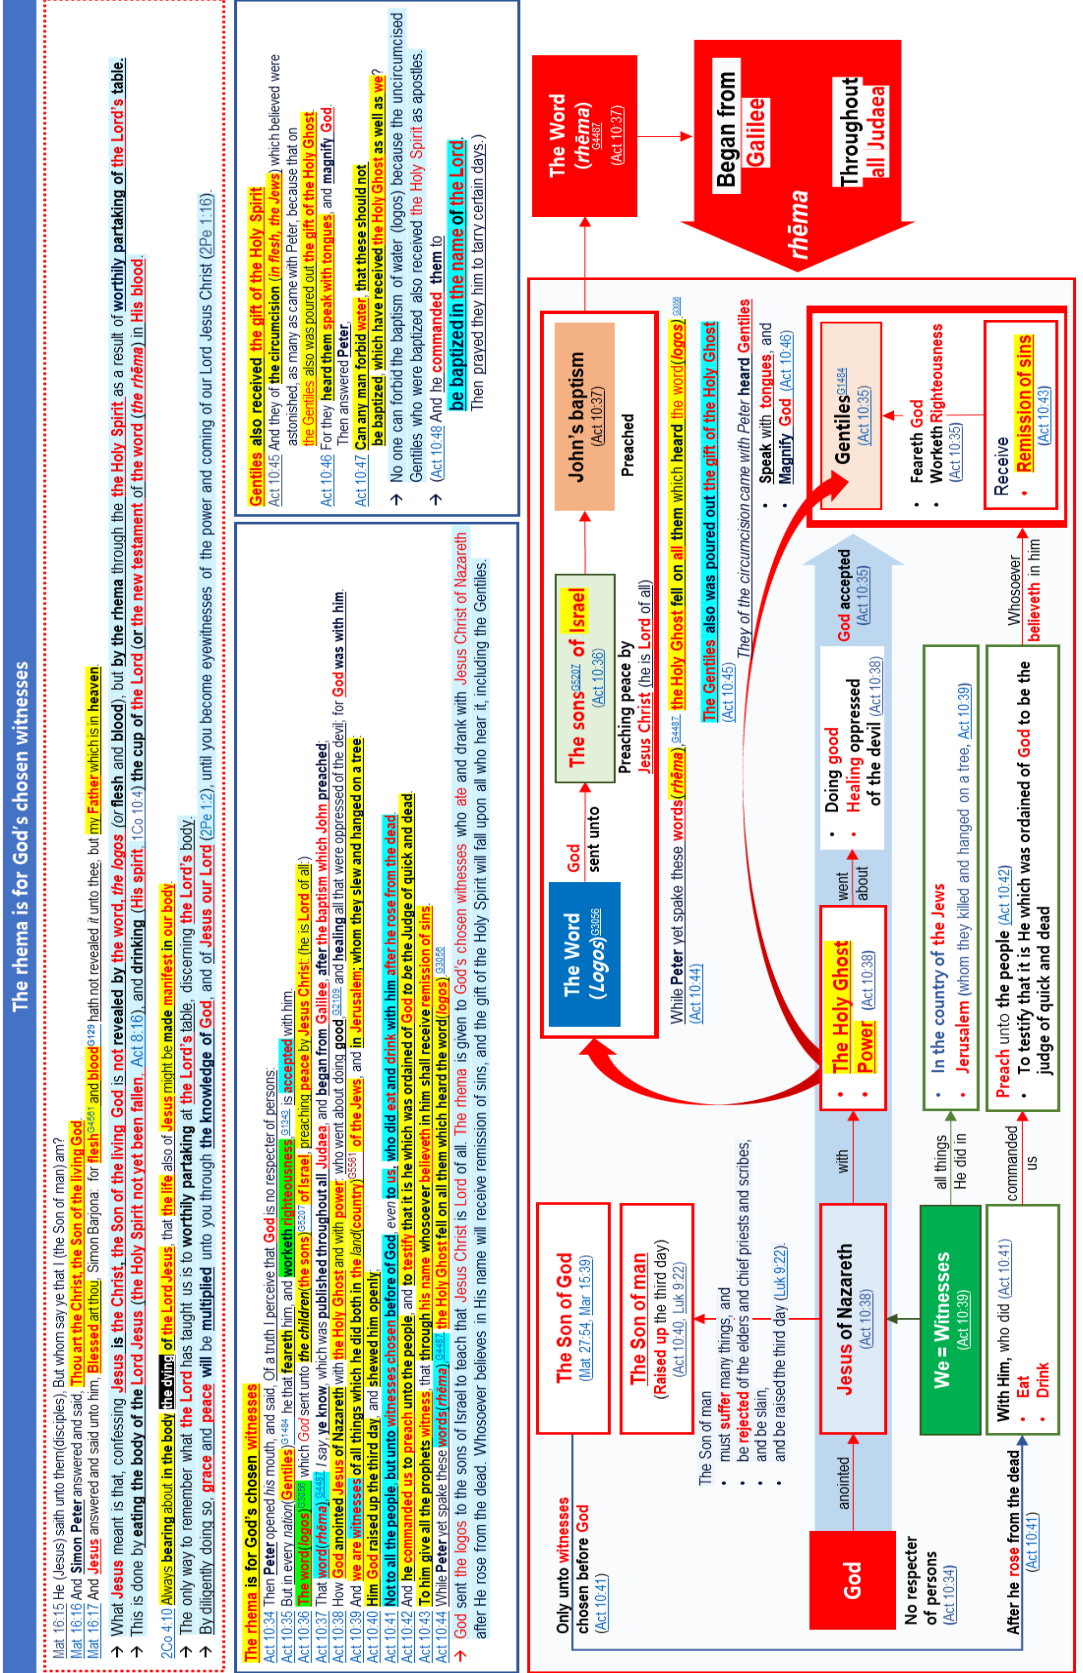 The rhema is for God's chosen witnesses
Mat 16:15 He (Jesus) saith unto them(disciples), But whom say ye that I (the Son of man) am?
Mat 16:16 And Simon Peter answered and said, Thou art the Christ, the Son of the living God.
Mat 16:17 And Jesus answered and said unto him, Blessed art thou, Simon Barjona: for fleshG4561 and bloodG129 hath not revealed it unto thee, but my Father which is in heaven.
→ What Jesus meant is that, confessing Jesus is the Christ, the Son of the living God is not revealed by the word, the logos (or flesh and blood), but by the rhema through the the Holy Spirit as a result of worthily partaking of the Lord's table.
→ This is done by eating the body of the Lord Jesus (the Holy Spirit not yet been fallen, Act 8:16), and drinking (His spirit, 1Co 10:4) the cup of the Lord (or the new testament of the word (the rhēma) in His blood.
2Co 4:10 Always bearing about in the body the dying of the Lord Jesus, that the life also of Jesus might be made manifest in our body.
→ The only way to remember what the Lord has taught us is to worthily partaking at the Lord's table, discerning the Lord's body.
→ By diligently doing so, grace and peace will be multiplied unto you through the knowledge of God, and of Jesus our Lord (2Pe 1:2), until you become eyewitnesses of the power and coming of our Lord Jesus Christ (2Pe 1:16).
The rhema is for God's chosen witnesses
Act 10:34 Then Peter opened his mouth, and said, Of a truth I perceive that God is no respecter of persons:
Act 10:35 But in every nation(Gentiles)G1484 he that feareth him, and worketh righteousness,G1343 is accepted with him.
Act 10:36 The word(logos)G3056 which God sent unto the children(the sons)G5207 of Israel, preaching peace by Jesus Christ: (he is Lord of all:)
Act 10:37 That word(rhēma),G4487 I say, ye know, which was published throughout all Judaea, and began from Galilee, after the baptism which John preached;
Act 10:38 How God anointed Jesus of Nazareth with the Holy Ghost and with power: who went about doing good,G2109 and healing all that were oppressed of the devil; for God was with him.
Act 10:39 And we are witnesses of all things which he did both in the land(country)G5561 of the Jews, and in Jerusalem; whom they slew and hanged on a tree:
Act 10:40 Him God raised up the third day, and shewed him openly;
Act 10:41 Not to all the people, but unto witnesses chosen before of God, even to us, who did eat and drink with him after he rose from the dead.
Act 10:42 And he commanded us to preach unto the people, and to testify that it is he which was ordained of God to be the Judge of quick and dead.
Act 10:43 To him give all the prophets witness, that through his name whosoever believeth in him shall receive remission of sins.
Act 10:44 While Peter yet spake these words(rhēma),G4487 the Holy Ghost fell on all them which heard the word(logos).G3056
→ God sent the logos to the sons of Israel to teach that Jesus Christ is Lord of all. The rhema is given to God's chosen witnesses who ate and drank with Jesus Christ of Nazareth
after He rose from the dead. Whosoever believes in His name will receive remission of sins, and the gift of the Holy Spirit will fall upon all who hear it, including the Gentiles.
Gentiles also received the gift of the Holy Spirit
Act 10:45 And they of the circumcision (in flesh, the Jews) which believed were
astonished, as many as came with Peter, because that on
the Gentiles also was poured out the gift of the Holy Ghost.
Act 10:46 For they heard them speak with tongues, and magnify God.
Then answered Peter,
Act 10:47 Can any man forbid water, that these should not
be baptized, which have received the Holy Ghost as well as we?
→ No one can forbid the baptism of water (logos) because the uncircumcised
Gentiles who were baptized also received the Holy Spirit as apostles.
→ (Act 10:48 And he commanded them to
be baptized in the name of the Lord.
Then prayed they him to tarry certain days.)
The Word
(Logos)G3056
God
sent unto
The sonsG5207 of Israel
(Act 10:36)
Preaching peace by
Jesus Christ (he is Lord of all)
John's baptism
(Act 10:37)
Preached
The Word
(rhēma)
G4487
(Act 10:37)
Began from
Galilee
Throughout
all Judaea
rhēma
While Peter yet spake these words(rhēma),G4487 the Holy Ghost fell on all them which heard the word(logos).G3056
(Act 10:44)
The Gentiles also was poured out the gift of the Holy Ghost
(Act 10:45)
They of the circumcision came with Peter heard Gentiles
• Speak with tongues, and
• Magnify God (Act 10:46)
Only unto witnesses
chosen before God
(Act 10:41)
The Son of God
(Mat 27:54, Mar 15:39)
The Son of man
(Raised up the third day)
(Act 10:40, Luk 9:22)
The Son of man
• must suffer many things, and
• be rejected of the elders and chief priests and scribes,
• and be slain,
• and be raised the third day (Luk 9:22).
God
anointed
Jesus of Nazareth
(Act 10:38)
with
• The Holy Ghost
• Power (Act 10:38)
went
about
• Doing good
• Healing oppressed
of the devil (Act 10:38)
God accepted
(Act 10:35)
GentilesG1484
(Act 10:35)
• Feareth God
• Worketh Righteousness
(Act 10:35)
Receive
• Remission of sins
(Act 10:43)
No respecter
of persons
(Act 10:34)
We = Witnesses
(Act 10:39)
all things
He did in
• In the country of the Jews
• Jerusalem (whom they killed and hanged on a tree, Act 10:39)
After he rose from the dead
(Act 10:41)
With Him, who did (Act 10:41)
• Eat
• Drink
commanded
us
Preach unto the people (Act 10:42)
• To testify that it is He which was ordained of God to be the
judge of quick and dead
Whosoever
believeth in him